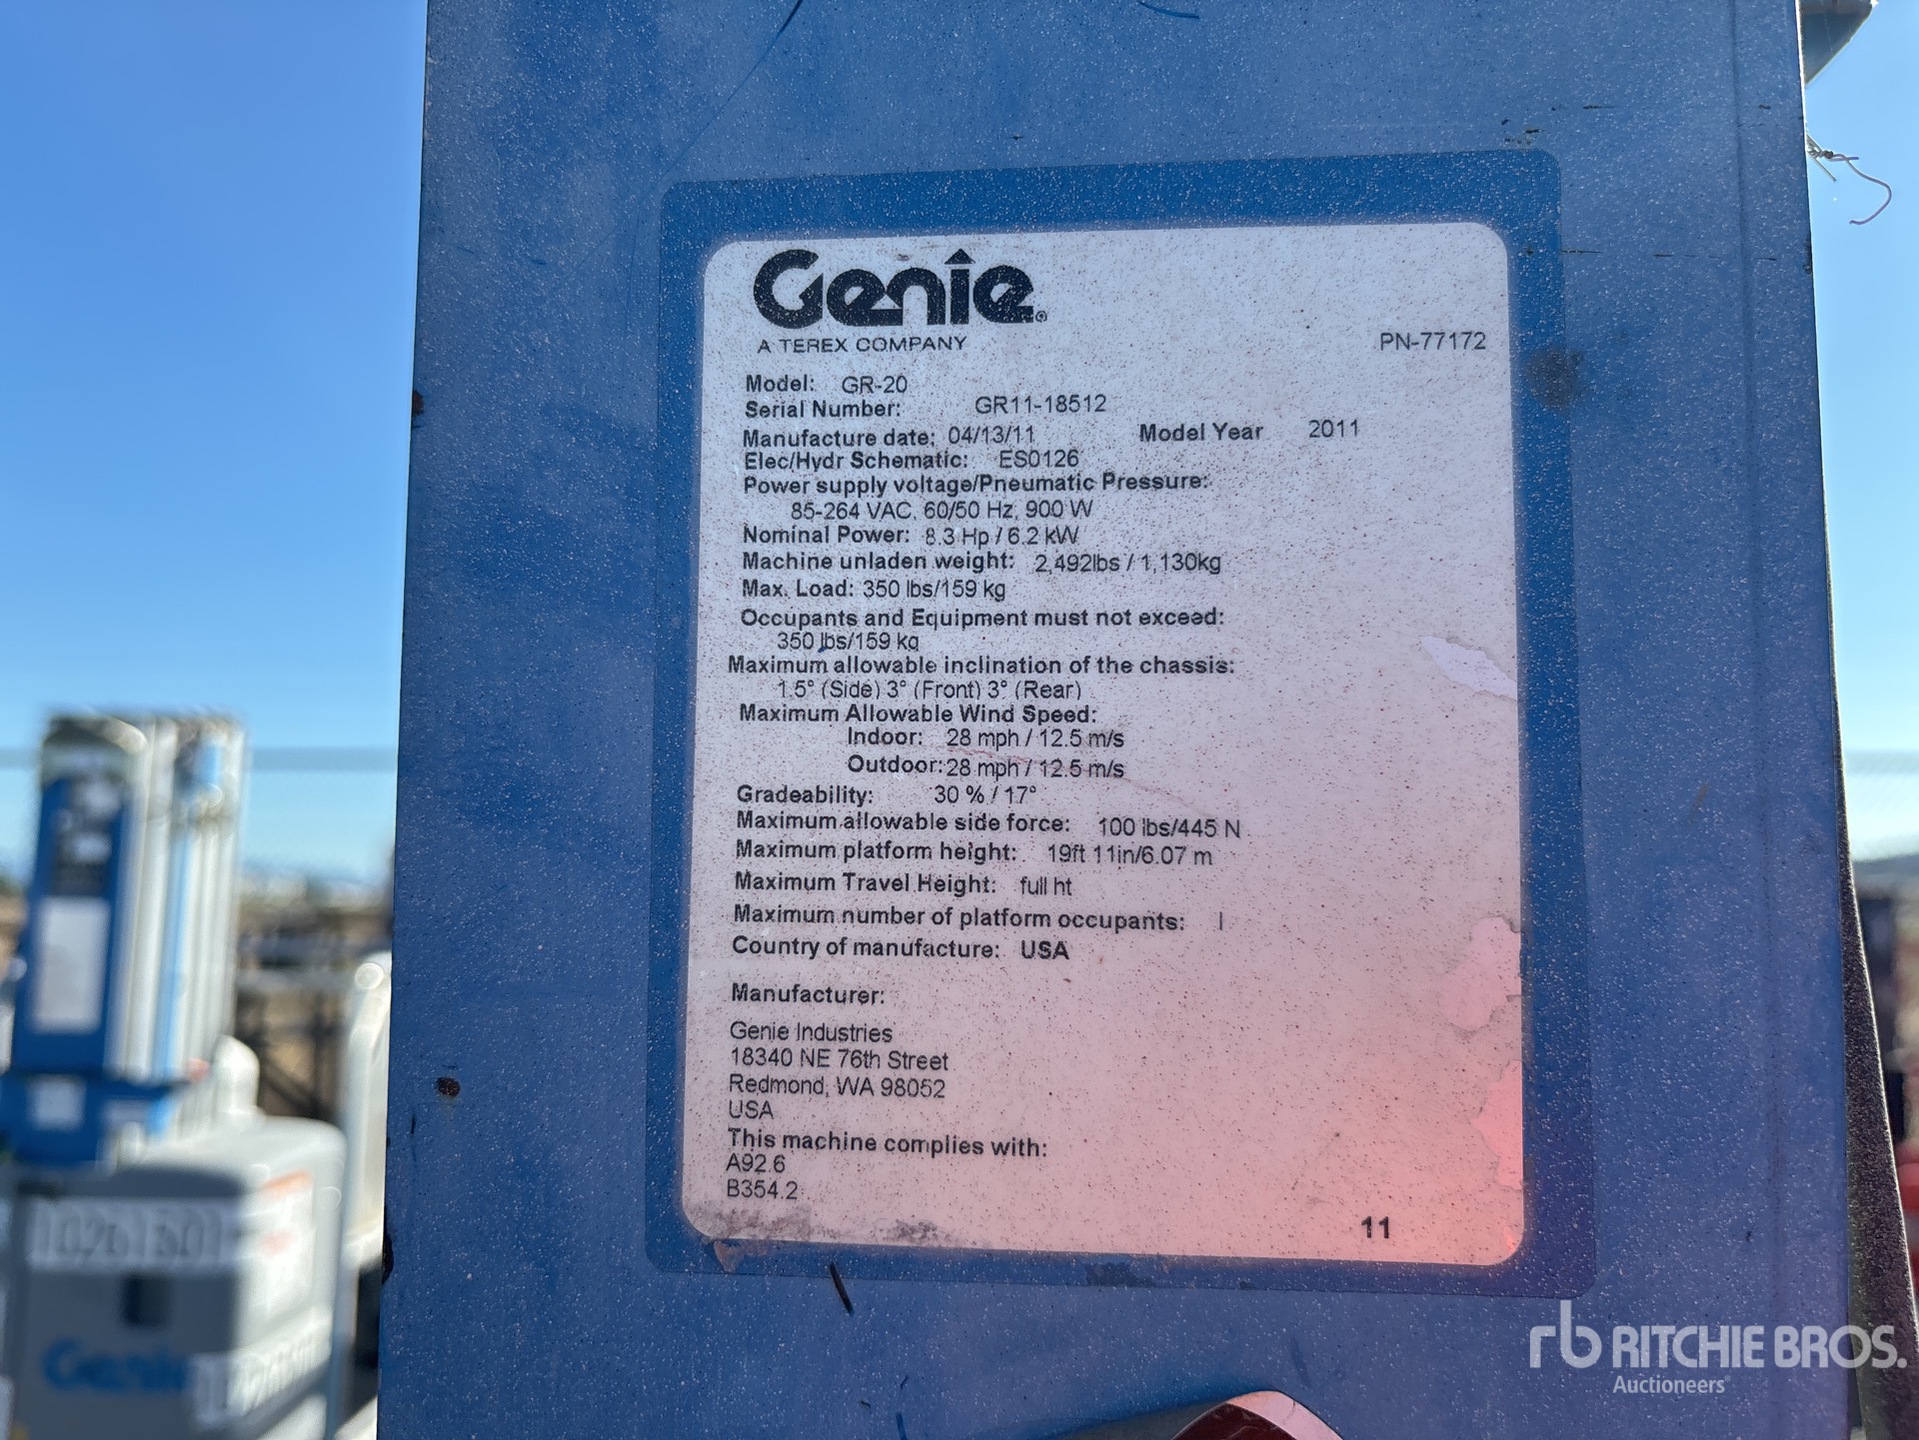 Genie®
A TEREX COMPANY
PN-77172
Model: GR-20
Serial Number: GR11-18512
Manufacture date: 04/13/11 Model Year 2011
Elec/Hydr Schematic: ES0126
Power supply voltage/Pneumatic Pressure:
85-264 VAC, 60/50 Hz, 900 W
Nominal Power: 8.3 Hp / 6.2 kW
Machine unladen weight: 2,492lbs / 1,130kg
Max. Load: 350 lbs/159 kg
Occupants and Equipment must not exceed:
350 lbs/159 kg
Maximum allowable inclination of the chassis:
1.5° (Side) 3° (Front) 3° (Rear)
Maximum Allowable Wind Speed:
Indoor: 28 mph / 12.5 m/s
Outdoor: 28 mph / 12.5 m/s
Gradeability: 30 % / 17°
Maximum allowable side force: 100 lbs/445 N
Maximum platform height: 19ft 11in/6.07 m
Maximum Travel Height: full ht
Maximum number of platform occupants: 1
Country of manufacture: USA
Manufacturer:
Genie Industries
18340 NE 76th Street
Redmond, WA 98052
USA
This machine complies with:
A92.6
B354.2
11
Genie
rb RITCHIE BROS.
Auctioneers